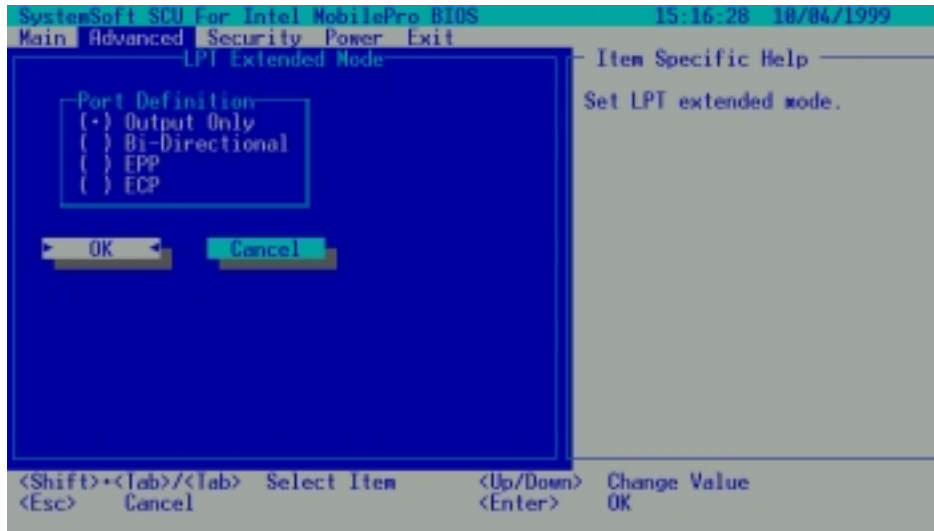 SystemSoft SCU For Intel MobilePro BIOS 15:16:28 10/04/1999
Main Advanced Security Power Exit
LPT Extended Mode
Item Specific Help
Port Definition
Set LPT extended mode.
(•) Output Only
( ) Bi-Directional
( ) EPP
( ) ECP
OK Cancel
<Shift>+<Tab>/<Tab> Select Item <Up/Down> Change Value
<Esc> Cancel <Enter> OK